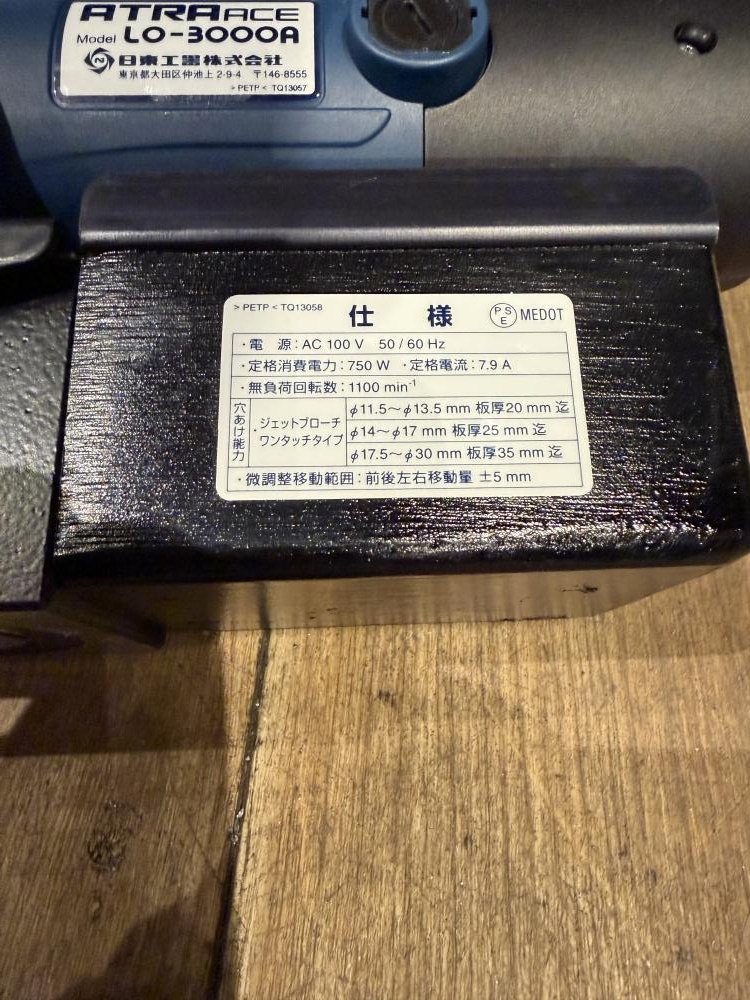 ATRA ACE
Model LO-3000A
日東工器株式会社
東京都大田区仲池上 2-9-4 〒146-8555
> PETP < TQ13057
> PETP < TQ13058
仕 様
PSE MEDOT
・電 源：AC 100 V 50 / 60 Hz
・定格消費電力：750 W ・定格電流：7.9 A
・無負荷回転数：1100 min⁻¹
穴あけ能力
・ジェットブローチ
ワンタッチタイプ
φ11.5～φ13.5 mm 板厚20 mm 迄
φ14～φ17 mm 板厚25 mm 迄
φ17.5～φ30 mm 板厚35 mm 迄
・微調整移動範囲：前後左右移動量 ±5 mm